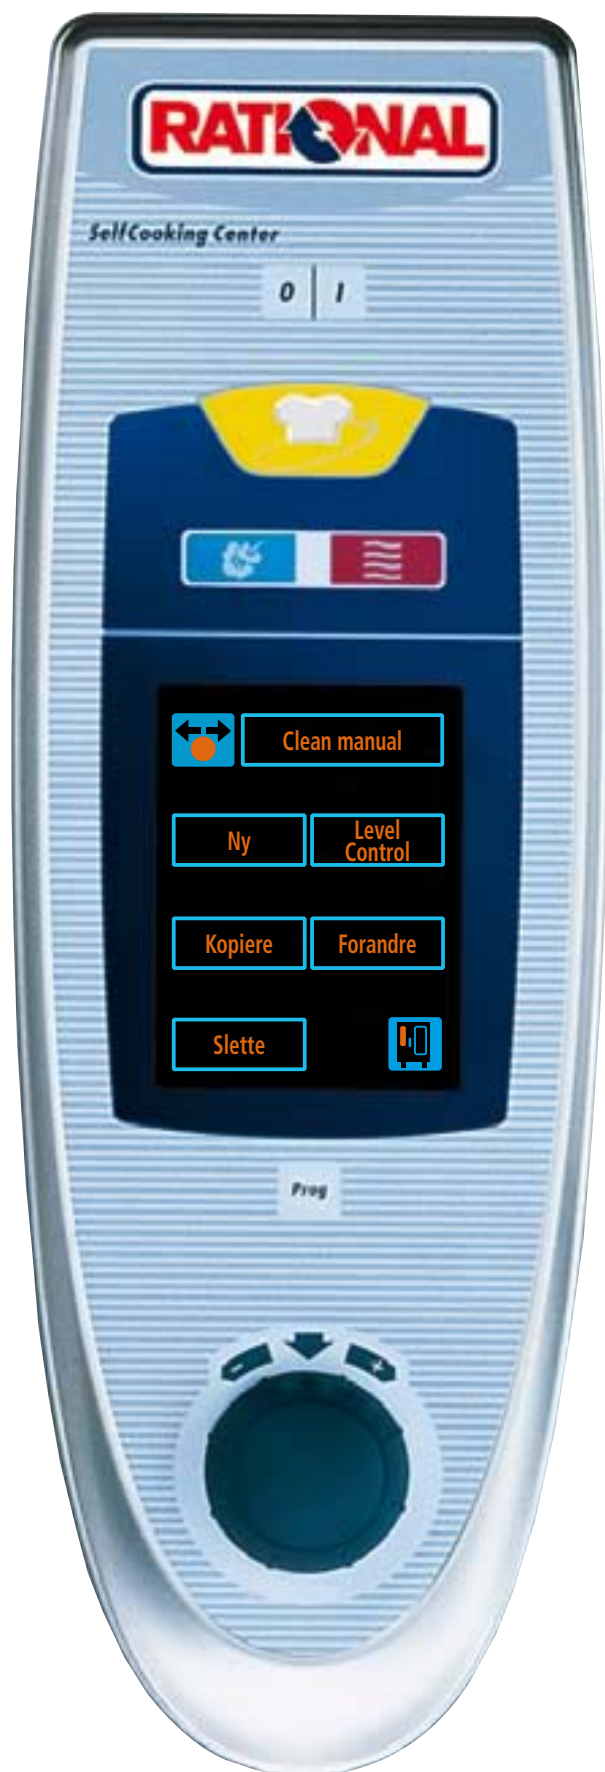 RATIONAL
SelfCooking Center
0 I
Clean manual
Ny
Level
Control
Kopiere
Forandre
Slette
Prog
- +